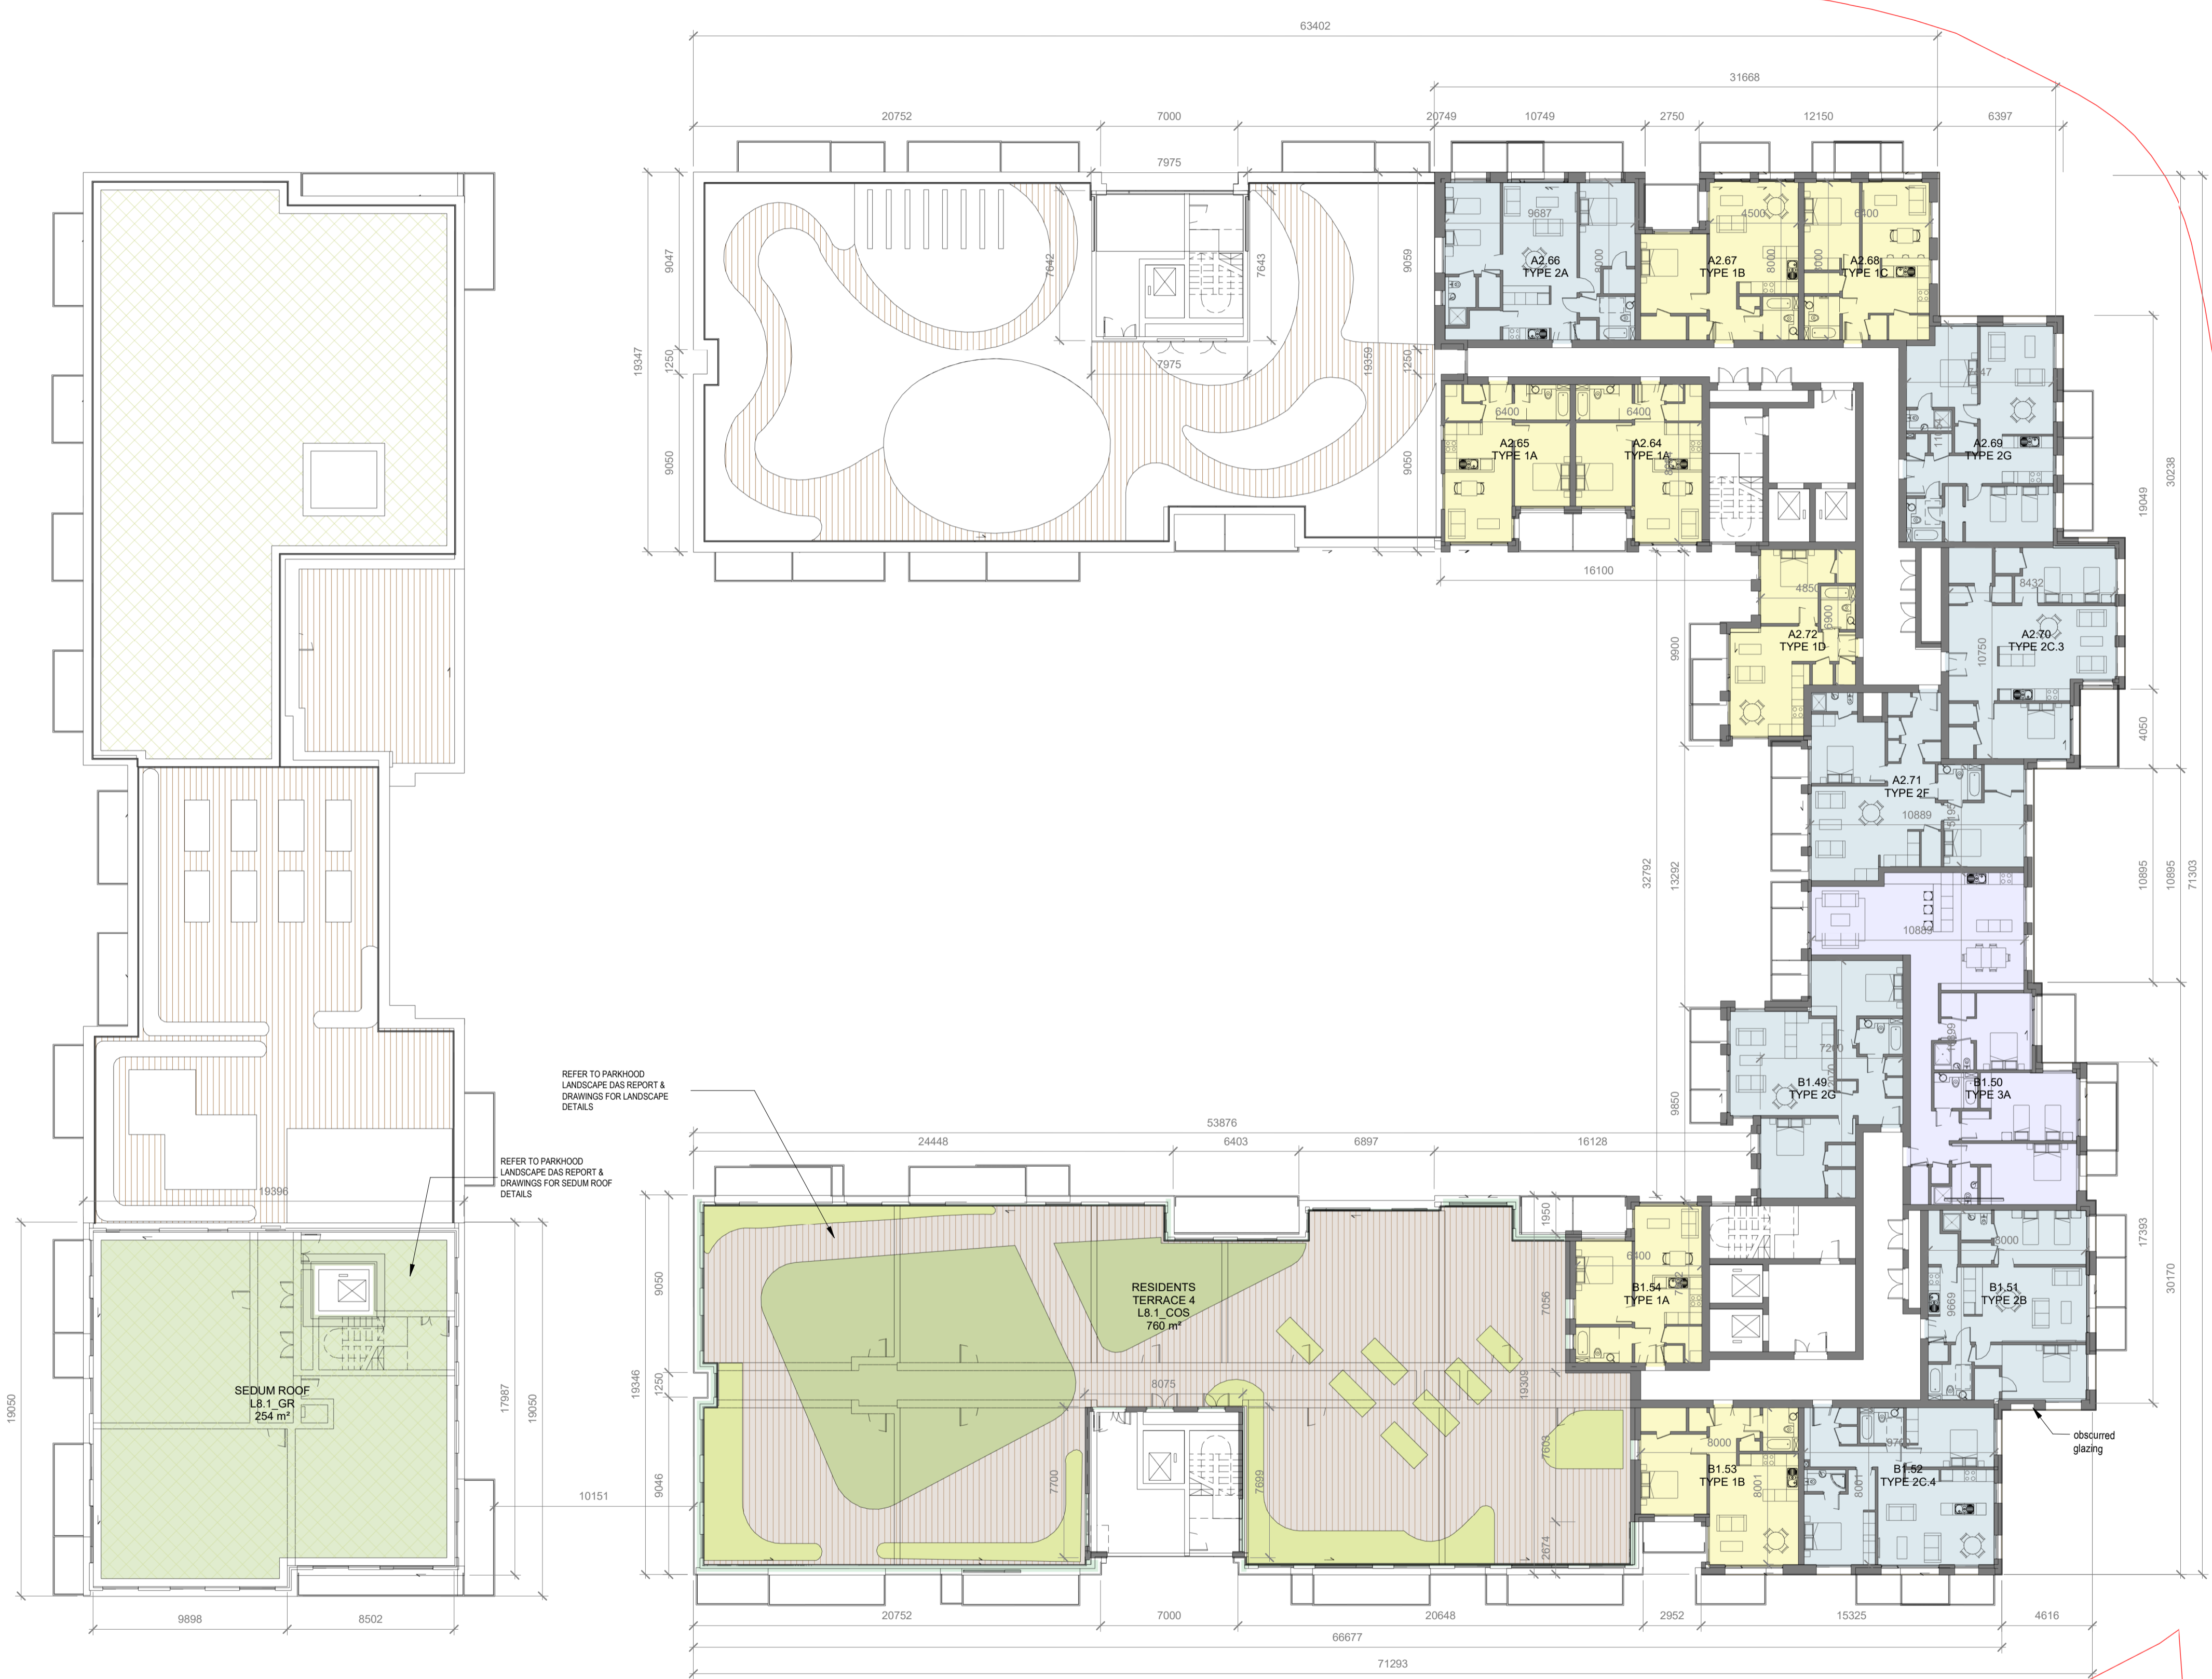 63402
31668
20752
7000
20749
10749
2750
12150
6397
7975
9687
4500
6400
9047
7642
7643
9059
8000
8000
8000
A2.66
TYPE 2A
A2.67
TYPE 1B
A2.68
TYPE 1C
19347
1250
7975
19359
1250
9050
9050
6400
6400
A2.65
TYPE 1A
A2.64
TYPE 1A
A2.69
TYPE 2G
30238
19049
16100
4850
6900
8432
9900
A2.72
TYPE 1D
A2.70
TYPE 2C.3
10750
4050
A2.71
TYPE 2F
10889
32792
13292
10895
10895
71303
10889
REFER TO PARKHOOD
LANDSCAPE DAS REPORT &
DRAWINGS FOR LANDSCAPE
DETAILS
7200
B1.49
TYPE 2G
B1.50
TYPE 3A
9850
53876
24448
6403
6897
16128
REFER TO PARKHOOD
LANDSCAPE DAS REPORT &
DRAWINGS FOR SEDUM ROOF
DETAILS
19396
1950
17393
30170
6400
8000
9050
RESIDENTS
TERRACE 4
L8.1_COS
760 m²
7056
B1.54
TYPE 1A
B1.51
TYPE 2B
9669
19050
SEDUM ROOF
L8.1_GR
254 m²
17987
19050
19346
1250
8075
19309
9046
7700
7699
7603
8000
B1.53
TYPE 1B
8001
B1.52
TYPE 2C.4
8001
obscurred
glazing
10151
2674
9898
8502
20752
7000
20648
2952
15325
4616
66677
71293